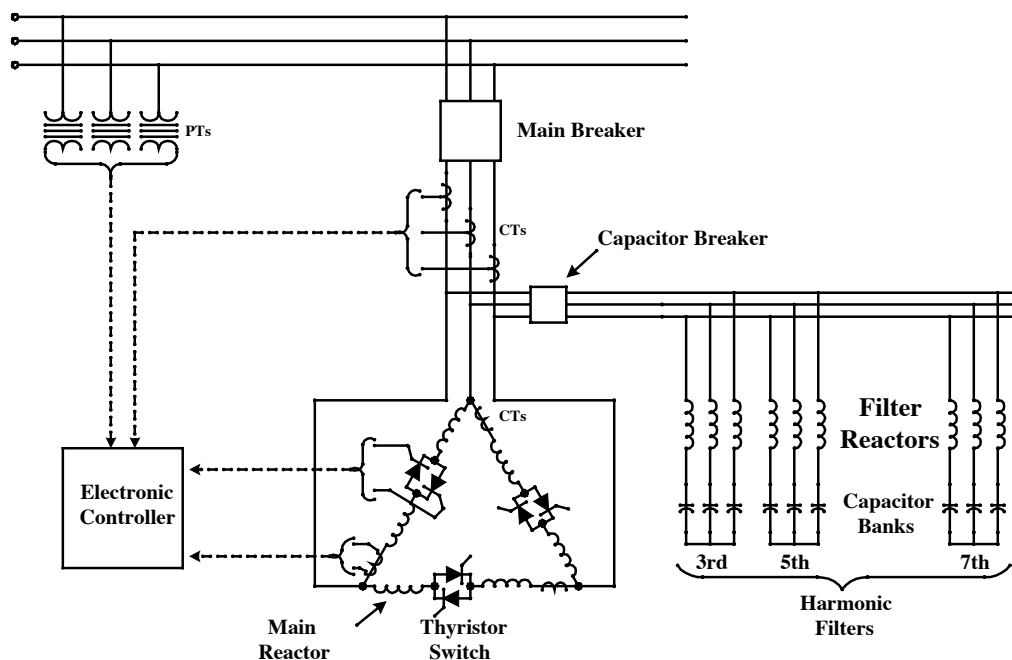 PTs
Main Breaker
CTs
Capacitor Breaker
CTs
Filter
Reactors
Electronic
Controller
Capacitor
Banks
3rd
5th
7th
Harmonic
Filters
Main
Reactor
Thyristor
Switch